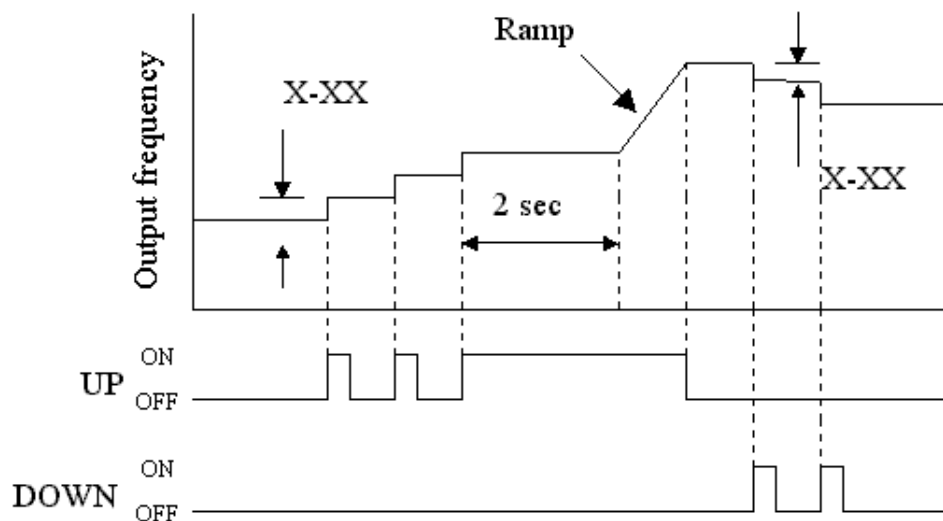 Ramp
X-XX
Output frequency
X-XX
2 sec
ON
UP
OFF
ON
DOWN
OFF